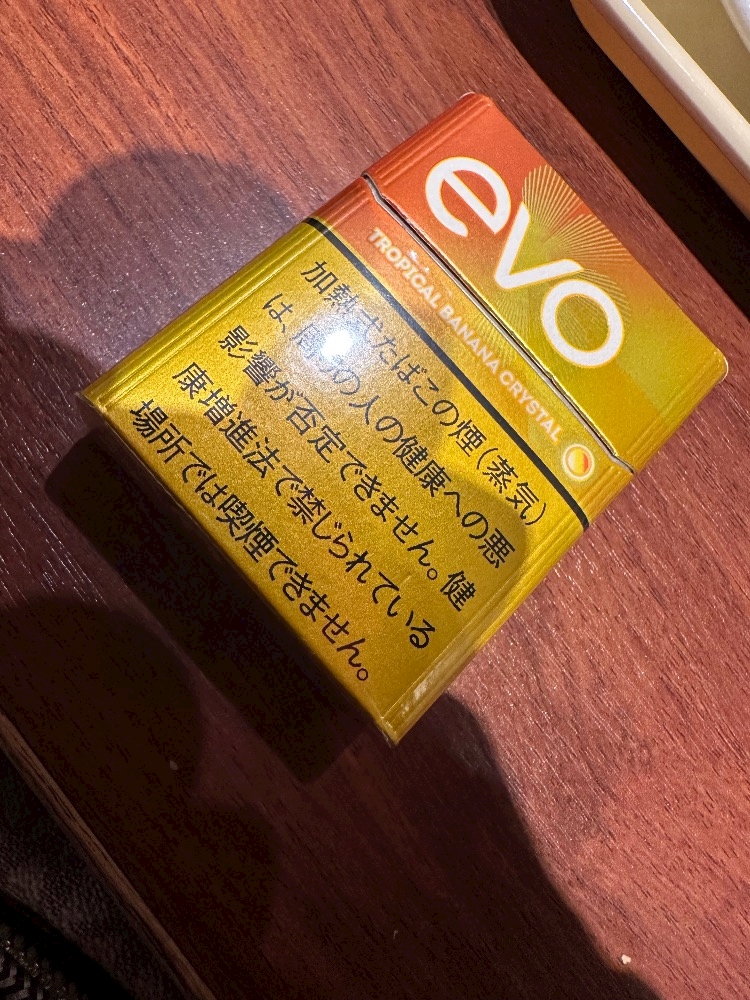 evo
TROPICAL BANANA CRYSTAL
加熱式たばこの煙(蒸気)
は、周りの人の健康への悪
影響が否定できません。健
康増進法で禁じられている
場所では喫煙できません。